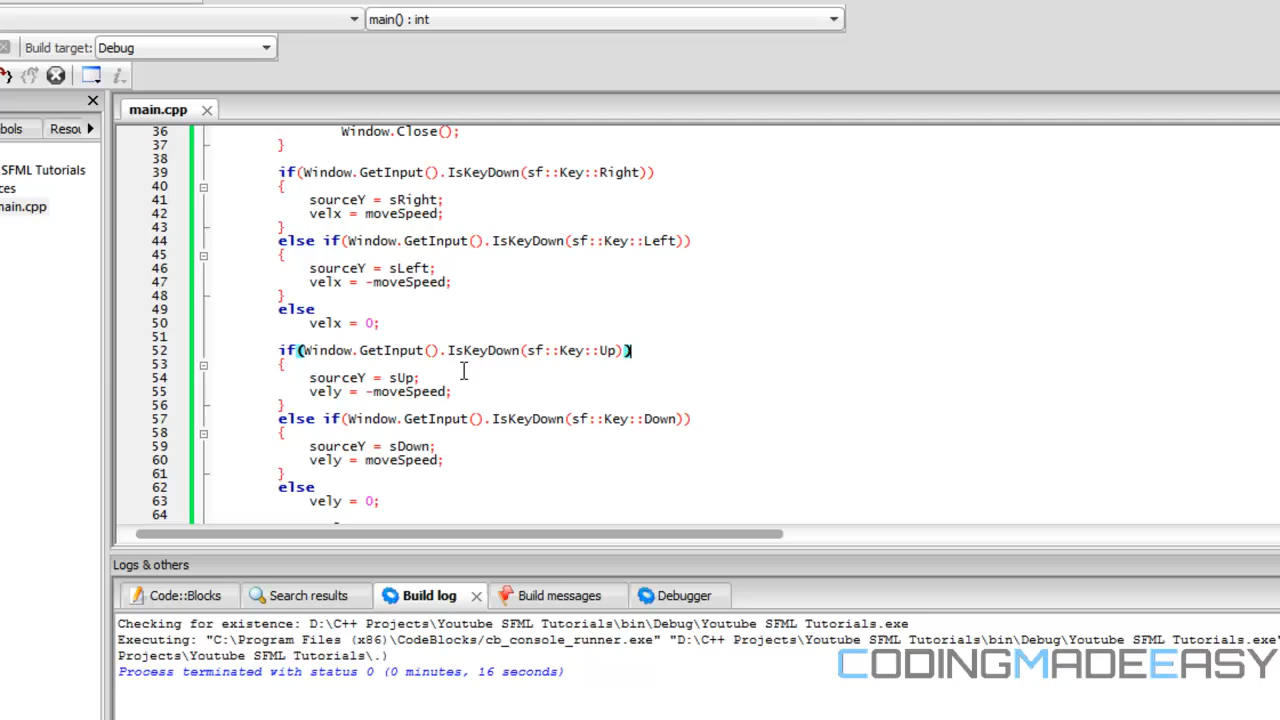 main() : int
Build target: Debug
main.cpp
bols Resou
SFML Tutorials
ces
main.cpp
36 Window.Close();
37 }
38
39 if(Window.GetInput().IsKeyDown(sf::Key::Right))
40 {
41 sourceY = sRight;
42 velx = moveSpeed;
43 }
44 else if(Window.GetInput().IsKeyDown(sf::Key::Left))
45 {
46 sourceY = sLeft;
47 velx = -moveSpeed;
48 }
49 else
50 velx = 0;
51
52 if(Window.GetInput().IsKeyDown(sf::Key::Up))
53 {
54 sourceY = sUp;
55 vely = -moveSpeed;
56 }
57 else if(Window.GetInput().IsKeyDown(sf::Key::Down))
58 {
59 sourceY = sDown;
60 vely = moveSpeed;
61 }
62 else
63 vely = 0;
64
Logs & others
Code::Blocks Search results Build log Build messages Debugger
Checking for existence: D:\C++ Projects\Youtube SFML Tutorials\bin\Debug\Youtube SFML Tutorials.exe
Executing: "C:\Program Files (x86)\CodeBlocks/cb_console_runner.exe" "D:\C++ Projects\Youtube SFML Tutorials\bin\Debug\Youtube SFML Tutorials.exe"
Projects\Youtube SFML Tutorials\.)
Process terminated with status 0 (0 minutes, 16 seconds)
CODINGMADEEASY